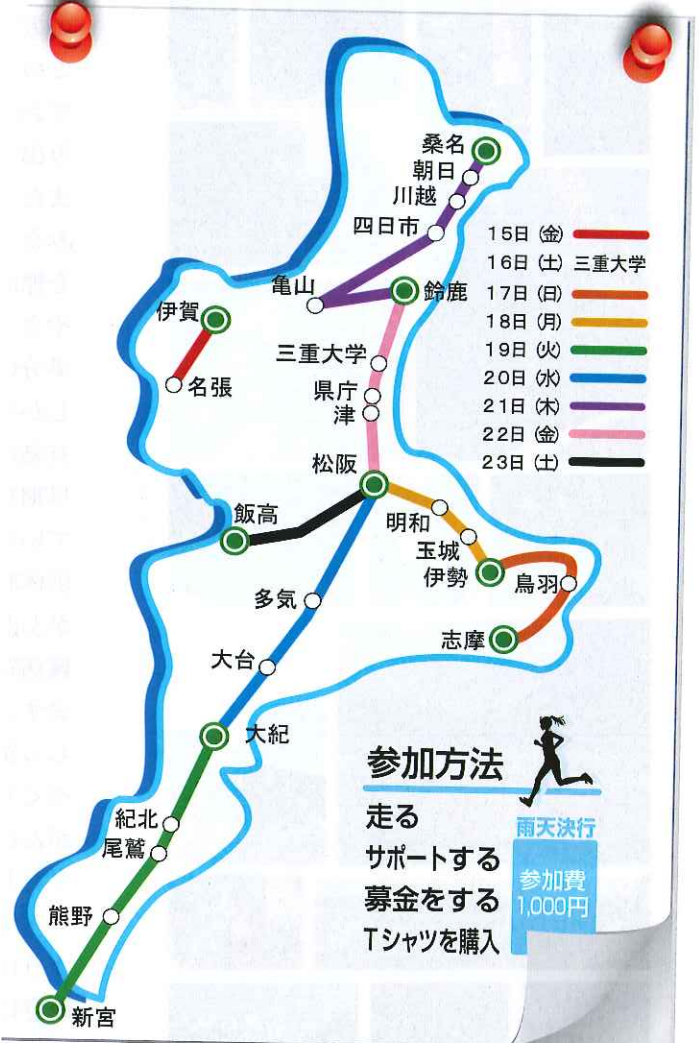 桑名
朝日
川越
四日市
亀山
鈴鹿
伊賀
名張
三重大学
県庁
津
松阪
飯高
明和
玉城
伊勢
鳥羽
志摩
多気
大台
大紀
紀北
尾鷲
熊野
新宮
15日(金)
16日(土) 三重大学
17日(日)
18日(月)
19日(火)
20日(水)
21日(木)
22日(金)
23日(土)
参加方法
走る
サポートする
募金をする
Tシャツを購入
雨天決行
参加費
1,000円